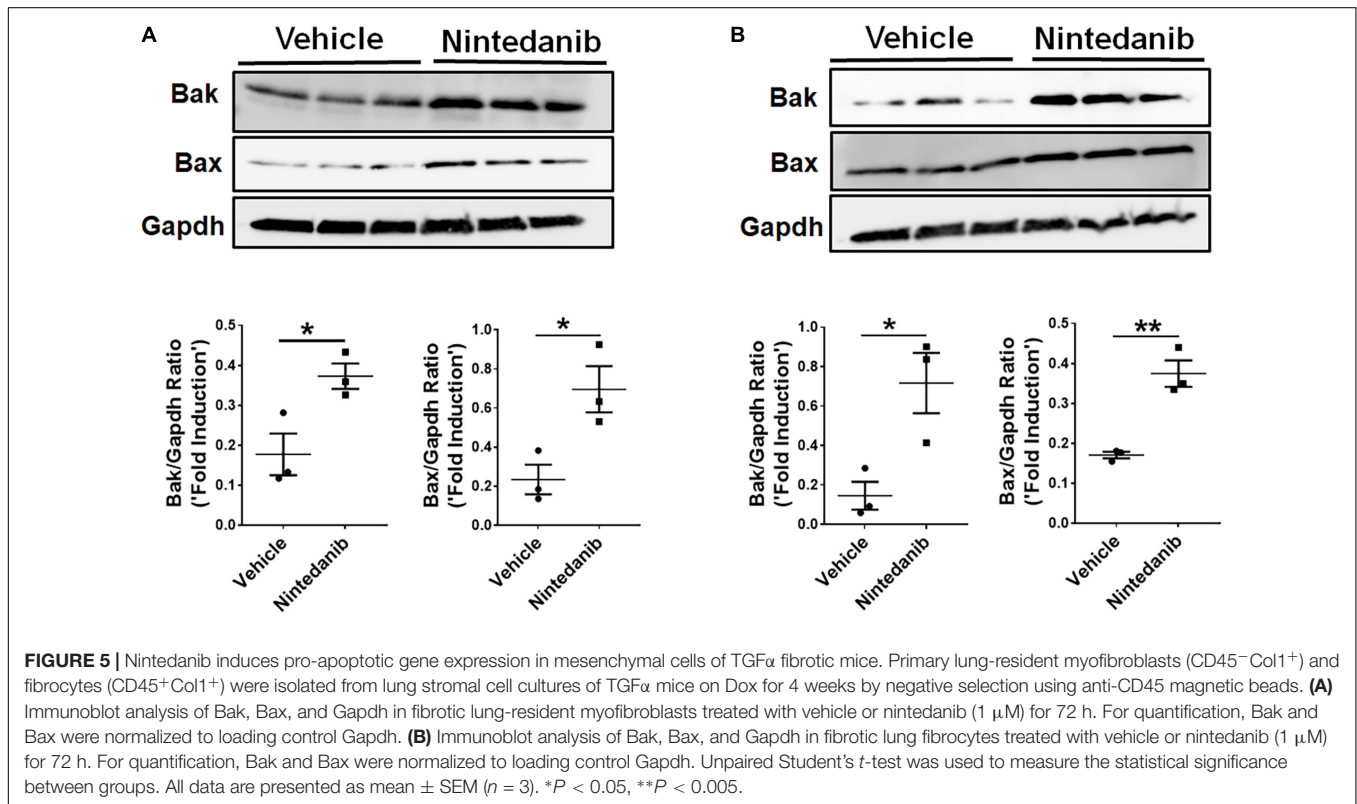 A
Vehicle Nintedanib
Bak
Bax
Gapdh
B
Vehicle Nintedanib
Bak
Bax
Gapdh
Bak/Gapdh Ratio
('Fold Induction')
0.5
0.4
0.3
0.2
0.1
0.0
*
Vehicle
Nintedanib
Bax/Gapdh Ratio
('Fold Induction')
1.0
0.8
0.6
0.4
0.2
0.0
*
Vehicle
Nintedanib
Bak/Gapdh Ratio
('Fold Induction')
1.0
0.8
0.6
0.4
0.2
0.0
*
Vehicle
Nintedanib
Bax/Gapdh Ratio
('Fold Induction')
0.5
0.4
0.3
0.2
0.1
0.0
**
Vehicle
Nintedanib
FIGURE 5 | Nintedanib induces pro-apoptotic gene expression in mesenchymal cells of TGFα fibrotic mice. Primary lung-resident myofibroblasts (CD45⁻Col1⁺) and
fibrocytes (CD45⁺Col1⁺) were isolated from lung stromal cell cultures of TGFα mice on Dox for 4 weeks by negative selection using anti-CD45 magnetic beads. (A)
Immunoblot analysis of Bak, Bax, and Gapdh in fibrotic lung-resident myofibroblasts treated with vehicle or nintedanib (1 μM) for 72 h. For quantification, Bak and
Bax were normalized to loading control Gapdh. (B) Immunoblot analysis of Bak, Bax, and Gapdh in fibrotic lung fibrocytes treated with vehicle or nintedanib (1 μM)
for 72 h. For quantification, Bak and Bax were normalized to loading control Gapdh. Unpaired Student's t-test was used to measure the statistical significance
between groups. All data are presented as mean ± SEM (n = 3). *P < 0.05, **P < 0.005.